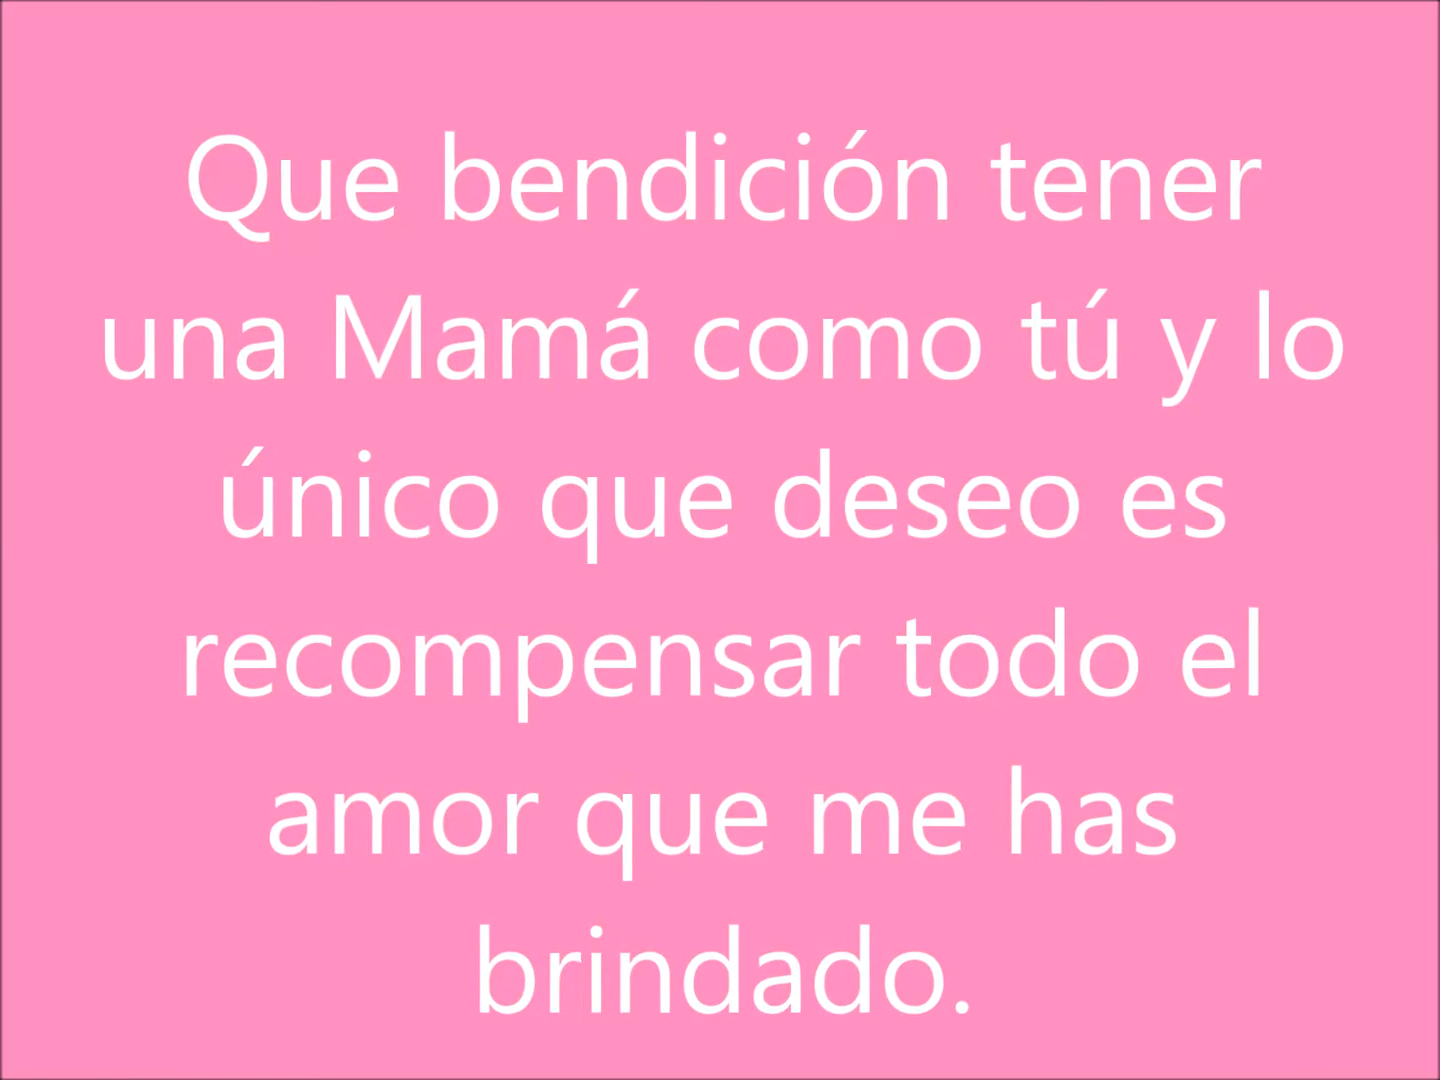 Que bendición tener
una Mamá como tú y lo
único que deseo es
recompensar todo el
amor que me has
brindado.